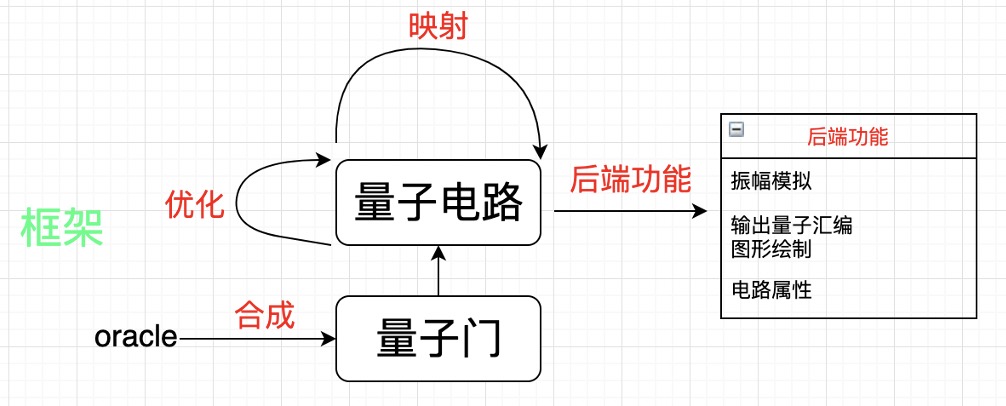 映射
后端功能
后端功能
振幅模拟
优化
量子电路
输出量子汇编
框架
图形绘制
电路属性
合成
oracle
量子门